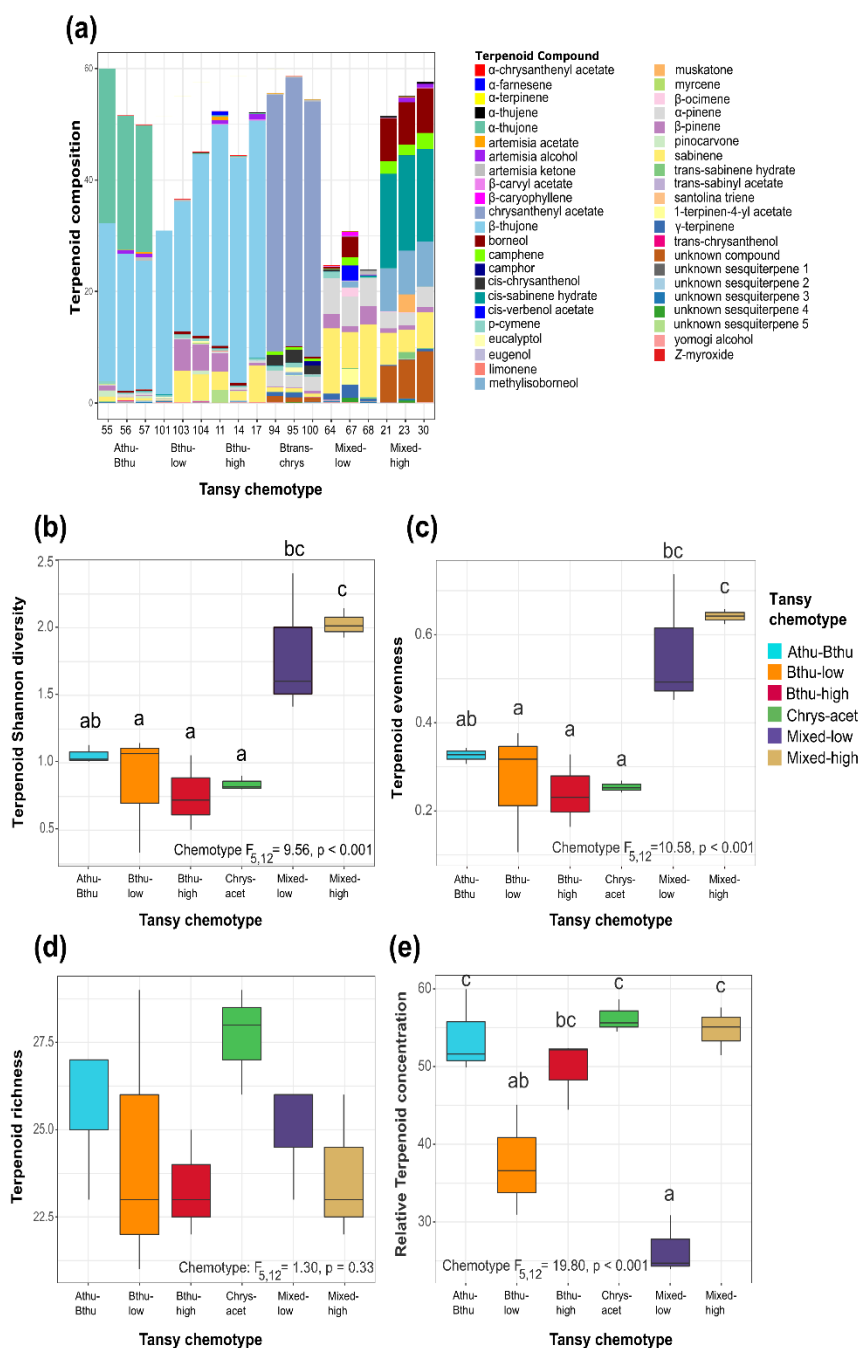 (a)
Terpenoid composition
60
40
20
0
55 56 57 101 103 104 11 14 17 94 95 100 64 67 68 21 23 30
Athu- Bthu- Bthu- Btrans- Mixed- Mixed-
Bthu low high chrys low high
Tansy chemotype
Terpenoid Compound
α-chrysanthenyl acetate
α-farnesene
α-terpinene
α-thujene
α-thujone
artemisia acetate
artemisia alcohol
artemisia ketone
β-carvyl acetate
β-caryophyllene
chrysanthenyl acetate
β-thujone
borneol
camphene
camphor
cis-chrysanthenol
cis-sabinene hydrate
cis-verbenol acetate
p-cymene
eucalyptol
eugenol
limonene
methylisoborneol
muskatone
myrcene
β-ocimene
α-pinene
β-pinene
pinocarvone
sabinene
trans-sabinene hydrate
trans-sabinyl acetate
santolina triene
1-terpinen-4-yl acetate
γ-terpinene
trans-chrysanthenol
unknown compound
unknown sesquiterpene 1
unknown sesquiterpene 2
unknown sesquiterpene 3
unknown sesquiterpene 4
unknown sesquiterpene 5
yomogi alcohol
Z-myroxide
(b)
Terpenoid Shannon diversity
2.5
2.0
1.5
1.0
0.5
ab a a a bc c
Chemotype F5,12= 9.56, p < 0.001
Athu- Bthu- Bthu- Chrys- Mixed- Mixed-
Bthu low high acet low high
Tansy chemotype
(c)
Terpenoid evenness
0.6
0.4
0.2
ab a a a bc c
Chemotype F5,12=10.58, p < 0.001
Athu- Bthu- Bthu- Chrys- Mixed- Mixed-
Bthu low high acet low high
Tansy chemotype
Tansy
chemotype
Athu-Bthu
Bthu-low
Bthu-high
Chrys-acet
Mixed-low
Mixed-high
(d)
Terpenoid richness
27.5
25.0
22.5
Chemotype: F5,12= 1.30, p = 0.33
Athu- Bthu- Bthu- Chrys- Mixed- Mixed-
Bthu low high acet low high
Tansy chemotype
(e)
Relative Terpenoid concentration
60
50
40
30
c ab bc c a c
Chemotype F5,12= 19.80, p < 0.001
Athu- Bthu- Bthu- Chrys- Mixed- Mixed-
Bthu low high acet low high
Tansy chemotype